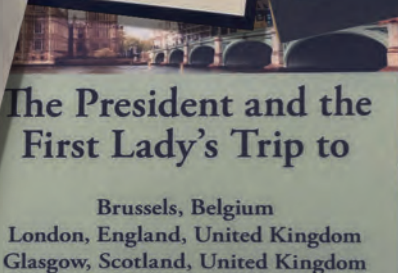 The President and the
First Lady's Trip to
Brussels, Belgium
London, England, United Kingdom
Glasgow, Scotland, United Kingdom